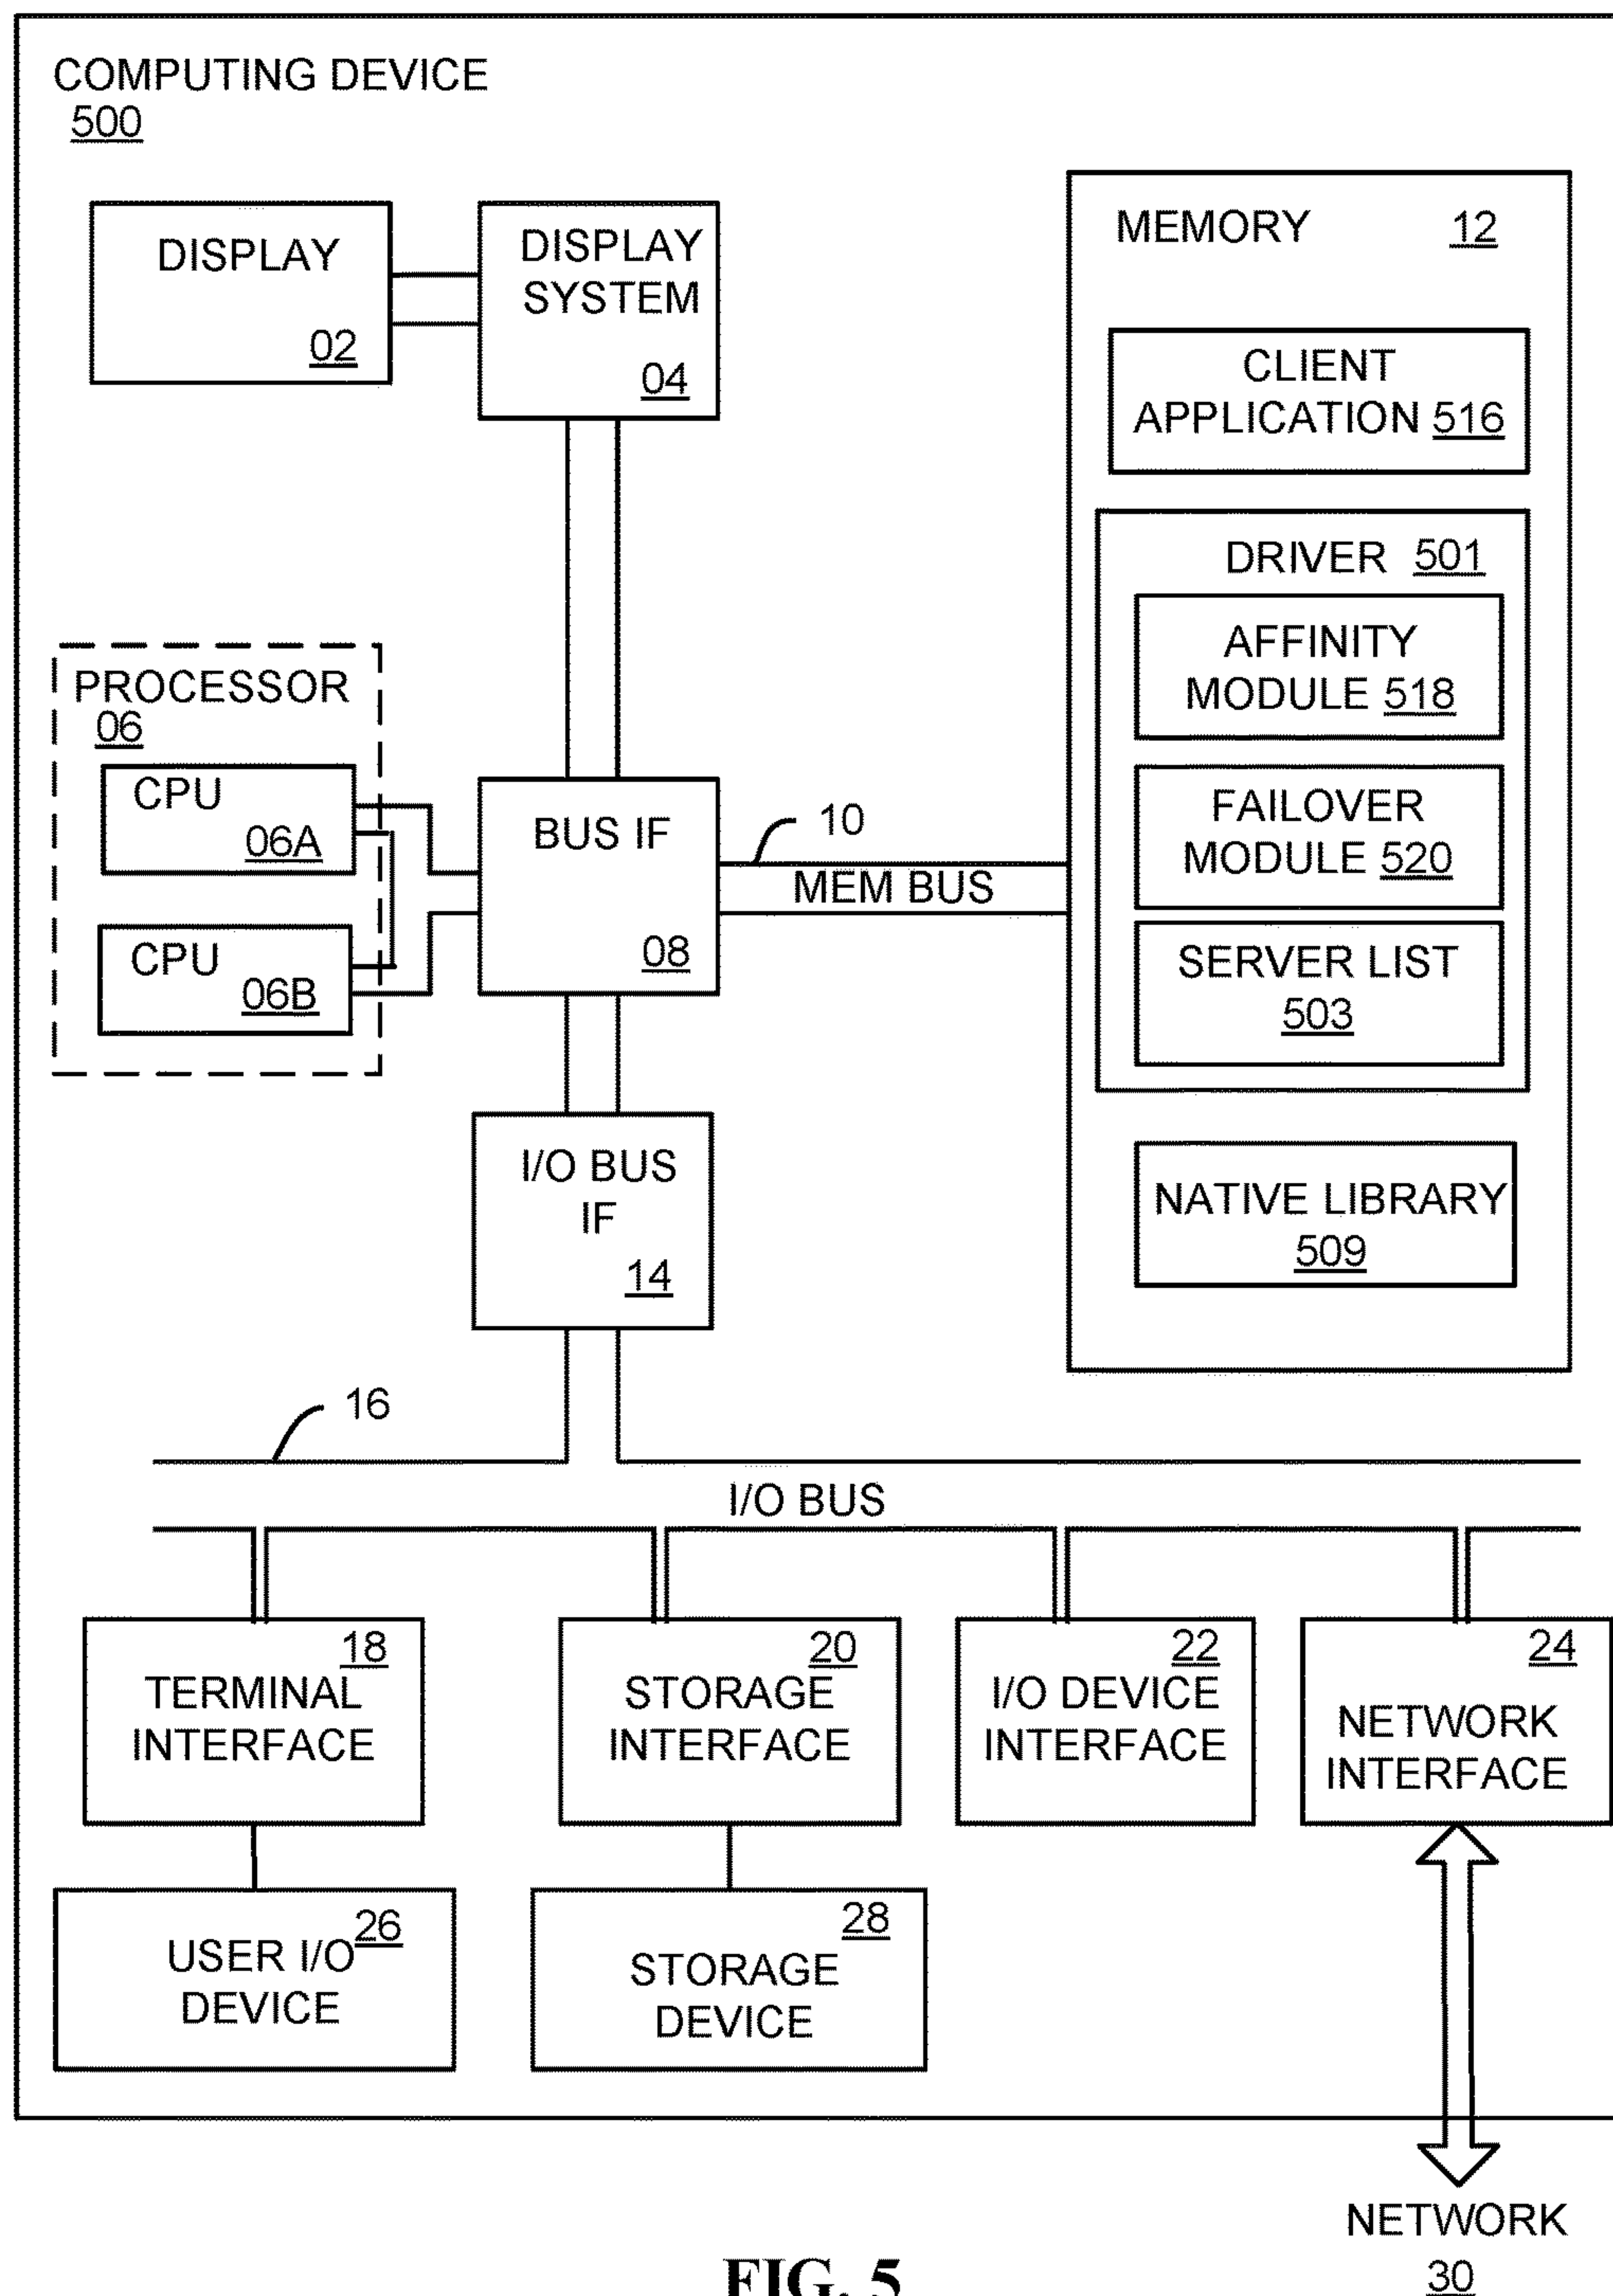 COMPUTING DEVICE
500
DISPLAY
02
DISPLAY
SYSTEM
04
MEMORY 12
CLIENT
APPLICATION 516
DRIVER 501
AFFINITY
MODULE 518
FAILOVER
MODULE 520
SERVER LIST
503
NATIVE LIBRARY
509
PROCESSOR
06
CPU
06A
CPU
06B
BUS IF
08
10
MEM BUS
I/O BUS
IF
14
16
I/O BUS
18
TERMINAL
INTERFACE
20
STORAGE
INTERFACE
22
I/O DEVICE
INTERFACE
24
NETWORK
INTERFACE
26
USER I/O
DEVICE
28
STORAGE
DEVICE
NETWORK
30
FIG. 5